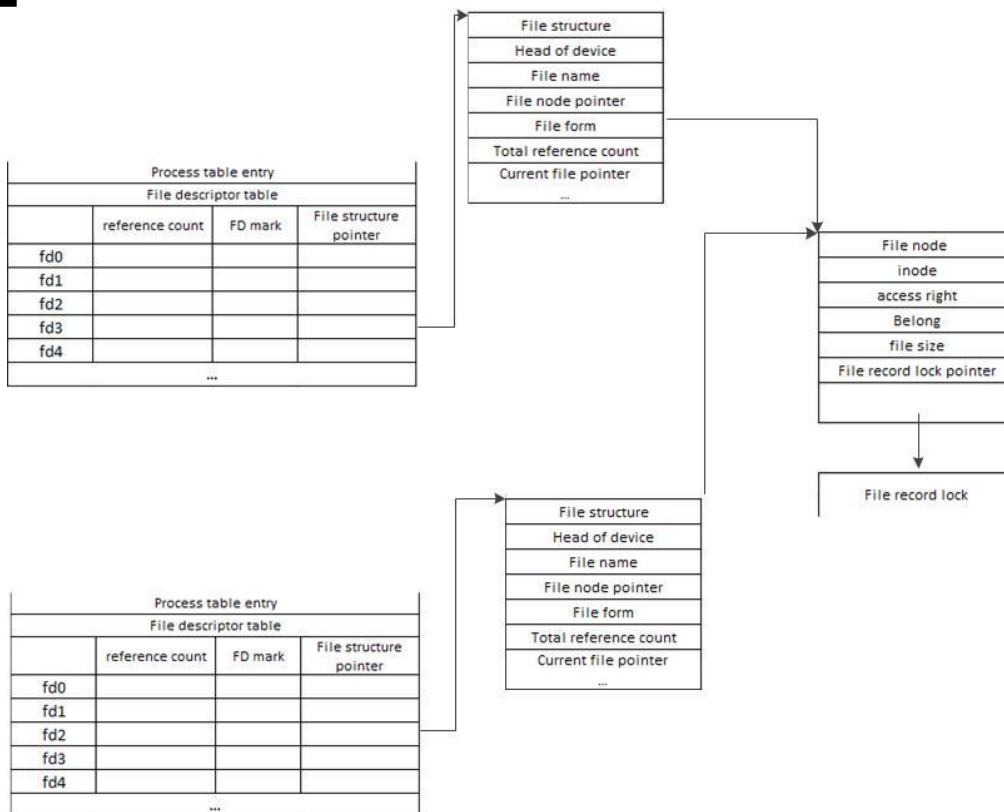 File structure
Head of device
File name
File node pointer
File form
Total reference count
Current file pointer
...
Process table entry
File descriptor table
reference count FD mark File structure
pointer
fd0
fd1
fd2
fd3
fd4
...
File node
inode
access right
Belong
file size
File record lock pointer
File record lock
File structure
Head of device
File name
File node pointer
File form
Total reference count
Current file pointer
...
Process table entry
File descriptor table
reference count FD mark File structure
pointer
fd0
fd1
fd2
fd3
fd4
...